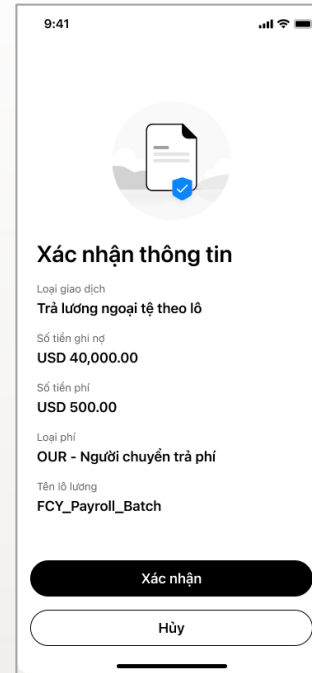 9:41
Xác nhận thông tin
Loại giao dịch
Trả lương ngoại tệ theo lô
Số tiền ghi nợ
USD 40,000.00
Số tiền phí
USD 500.00
Loại phí
OUR - Người chuyển trả phí
Tên lô lương
FCY_Payroll_Batch
Xác nhận
Hủy